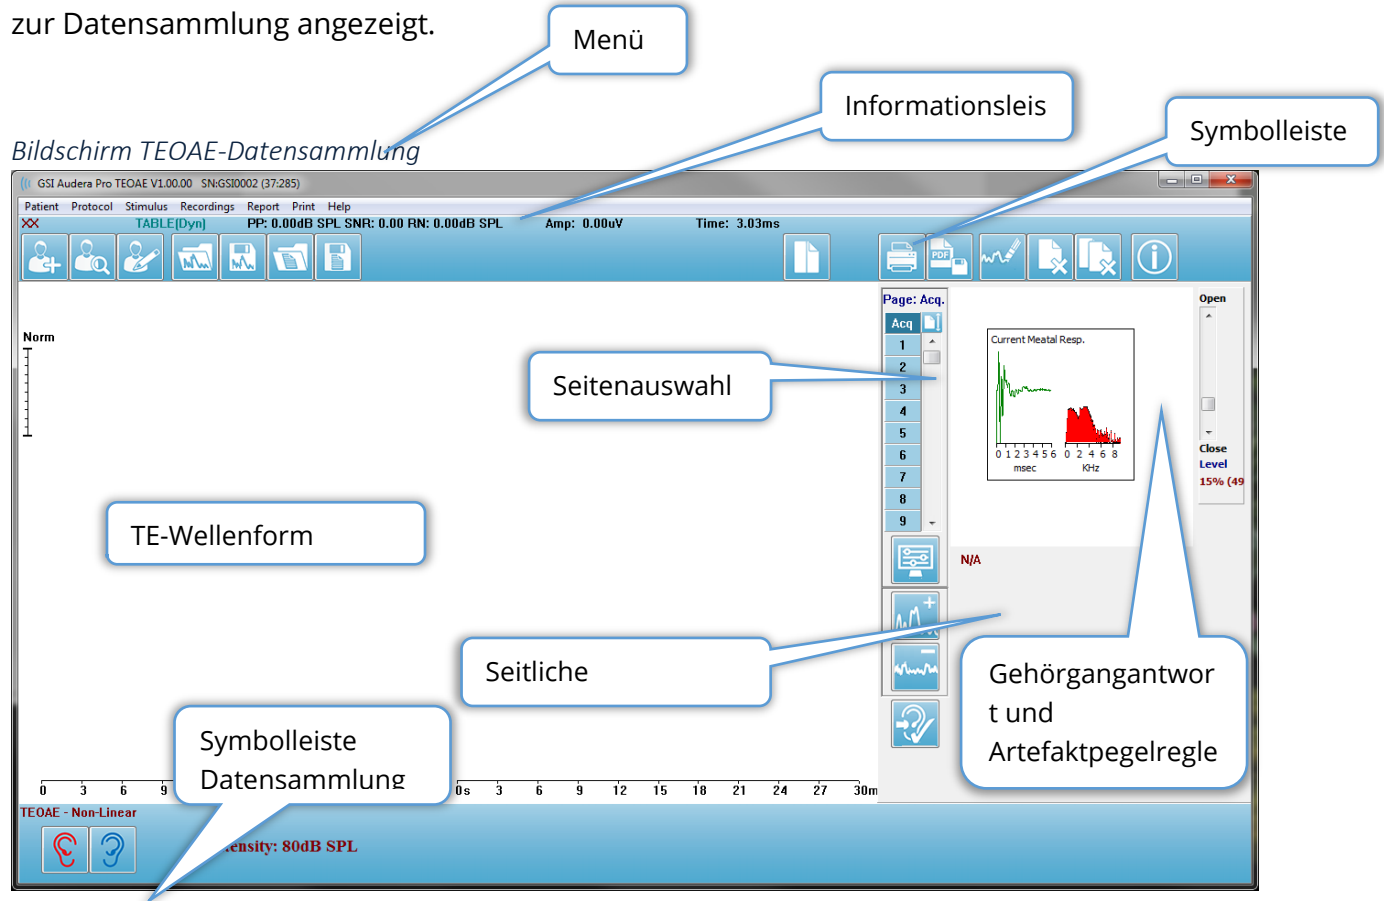 zur Datensammlung angezeigt.
Menü
Informationsleis
Symbolleiste
Bildschirm TEOAE-Datensammlung
GSI Audera Pro TEOAE V1.00.00 SN:GSI0002 (37:285)
Patient Protocol Stimulus Recordings Report Print Help
XX TABLE(Dyn) PP: 0.00dB SPL SNR: 0.00 RN: 0.00dB SPL Amp: 0.00uV Time: 3.03ms
PDF
Page: Acq.
Open
Acq
Norm
1
2
3
4
5
6
7
8
9
Current Meatal Resp.
0 1 2 3 4 5 6 0 2 4 6 8
msec KHz
Close
Level
15% (49
Seitenauswahl
TE-Wellenform
N/A
Seitliche
Gehörgangantwor
t und
Artefaktpegelregle
Symbolleiste
Datensammlung
0 3 6 9 0s 3 6 9 12 15 18 21 24 27 30m
TEOAE - Non-Linear
ensity: 80dB SPL